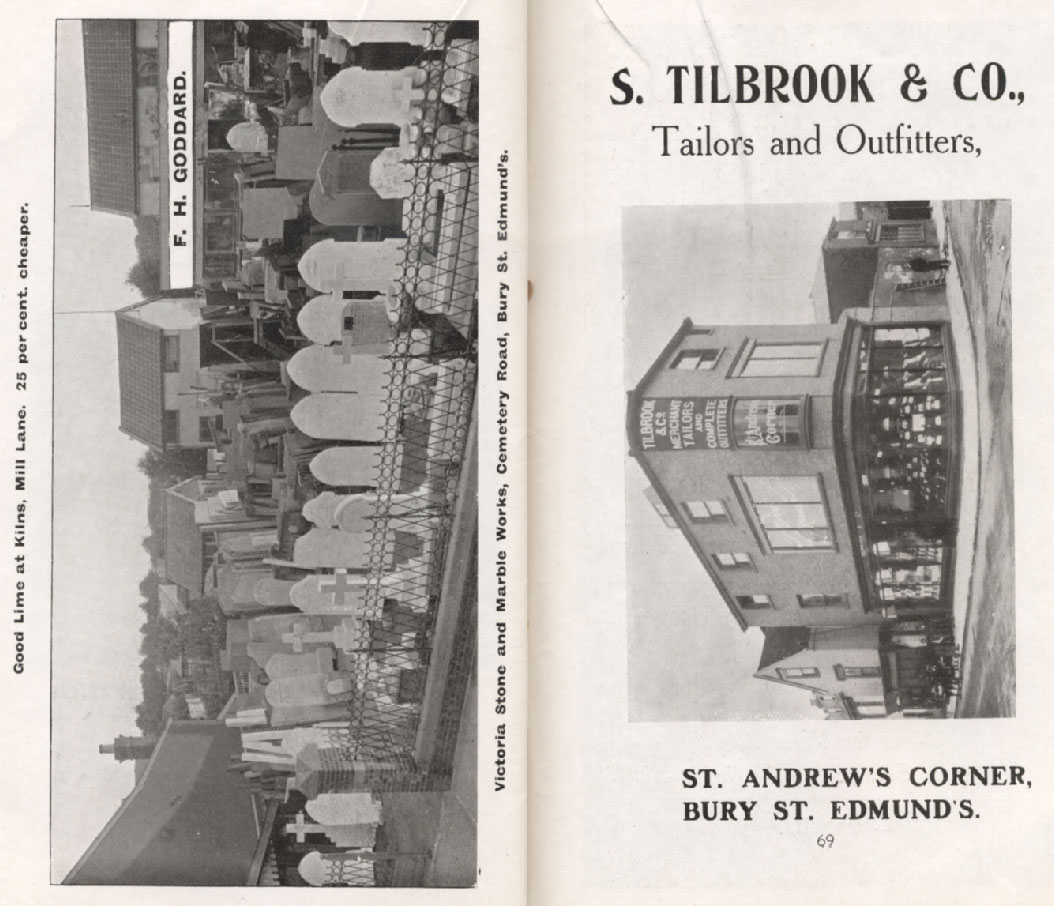 Good Lime at Kilns, Mill Lane. 25 per cent. cheaper.
F. H. GODDARD.
Victoria Stone and Marble Works, Cemetery Road, Bury St. Edmund's.
S. TILBROOK & CO.,
Tailors and Outfitters,
TILBROOK
& Co
MERCHANT
TAILORS
AND
COMPLETE
OUTFITTERS
ST. ANDREW'S CORNER,
BURY ST. EDMUND'S.
69